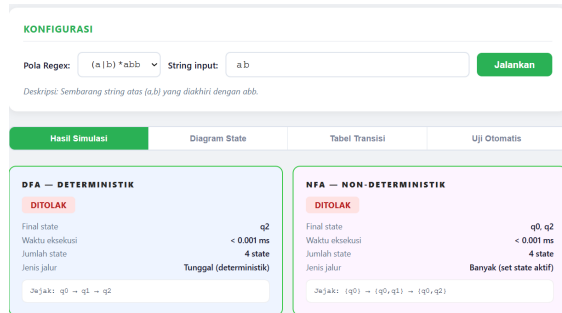 KONFIGURASI
Pola Regex: (a|b)*abb String input: ab Jalankan
Deskripsi: Sembarang string atas {a,b} yang diakhiri dengan abb.
Hasil Simulasi Diagram State Tabel Transisi Uji Otomatis
DFA — DETERMINISTIK
DITOLAK
Final state q2
Waktu eksekusi < 0.001 ms
Jumlah state 4 state
Jenis jalur Tunggal (deterministik)
Jejak: q0 → q1 → q2
NFA — NON-DETERMINISTIK
DITOLAK
Final state q0, q2
Waktu eksekusi < 0.001 ms
Jumlah state 4 state
Jenis jalur Banyak (set state aktif)
Jejak: {q0} → {q0,q1} → {q0,q2}